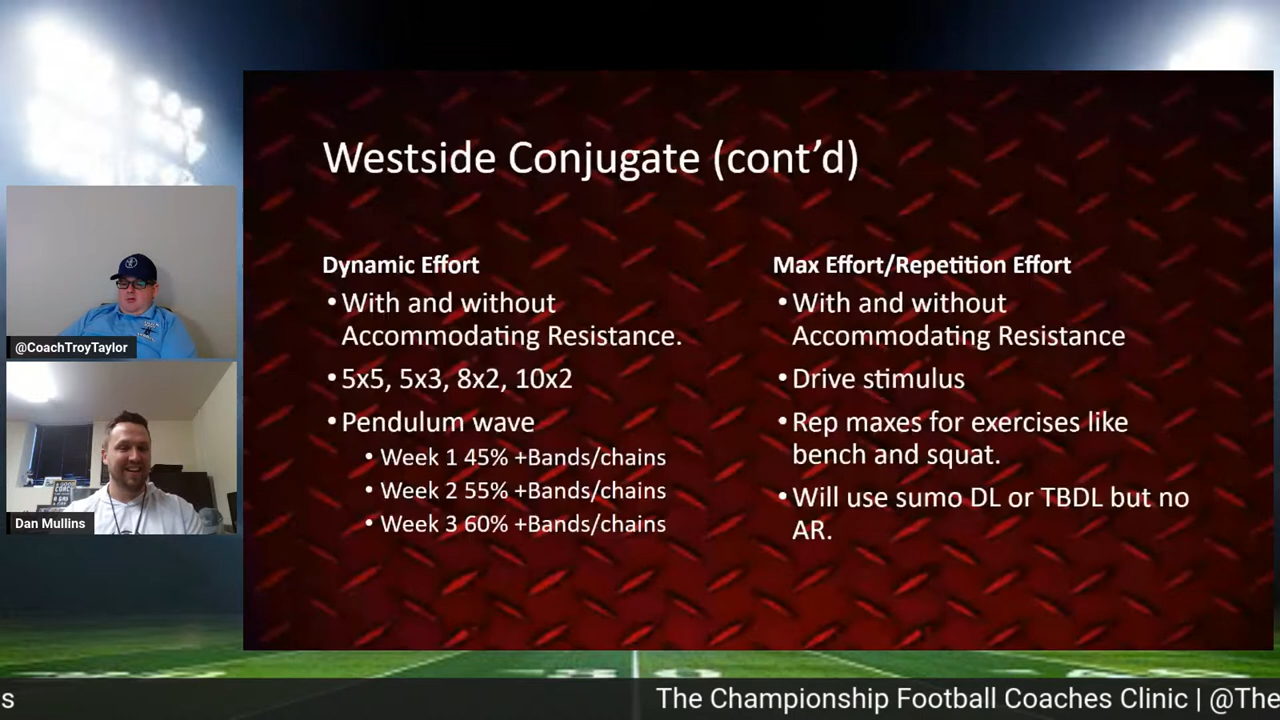 Westside Conjugate (cont'd)
Dynamic Effort
•With and without
Accommodating Resistance.
•5x5, 5x3, 8x2, 10x2
•Pendulum wave
• Week 1 45% +Bands/chains
• Week 2 55% +Bands/chains
• Week 3 60% +Bands/chains
Max Effort/Repetition Effort
•With and without
Accommodating Resistance
•Drive stimulus
•Rep maxes for exercises like
bench and squat.
•Will use sumo DL or TBDL but no
AR.
@CoachTroyTaylor
Dan Mullins
s
The Championship Football Coaches Clinic | @The